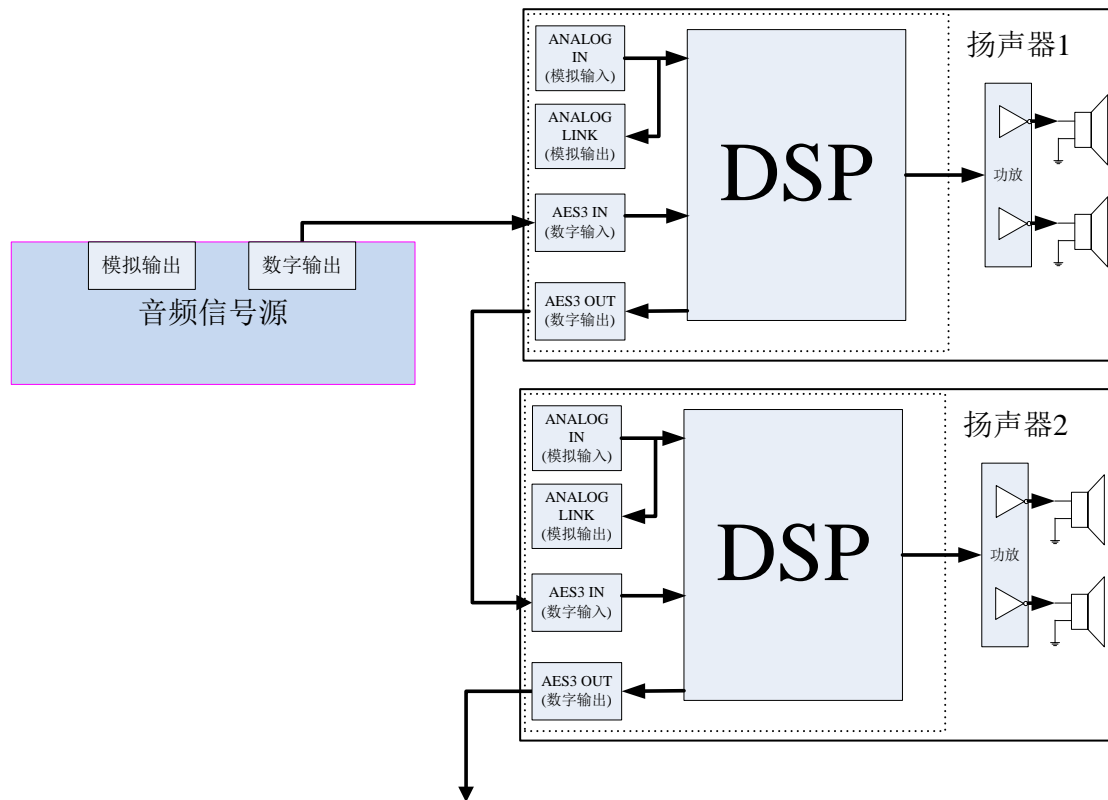 模拟输出
数字输出
音频信号源
扬声器1
ANALOG
IN
(模拟输入)
ANALOG
LINK
(模拟输出)
AES3 IN
(数字输入)
AES3 OUT
(数字输出)
DSP
功放
扬声器2
ANALOG
IN
(模拟输入)
ANALOG
LINK
(模拟输出)
AES3 IN
(数字输入)
AES3 OUT
(数字输出)
DSP
功放